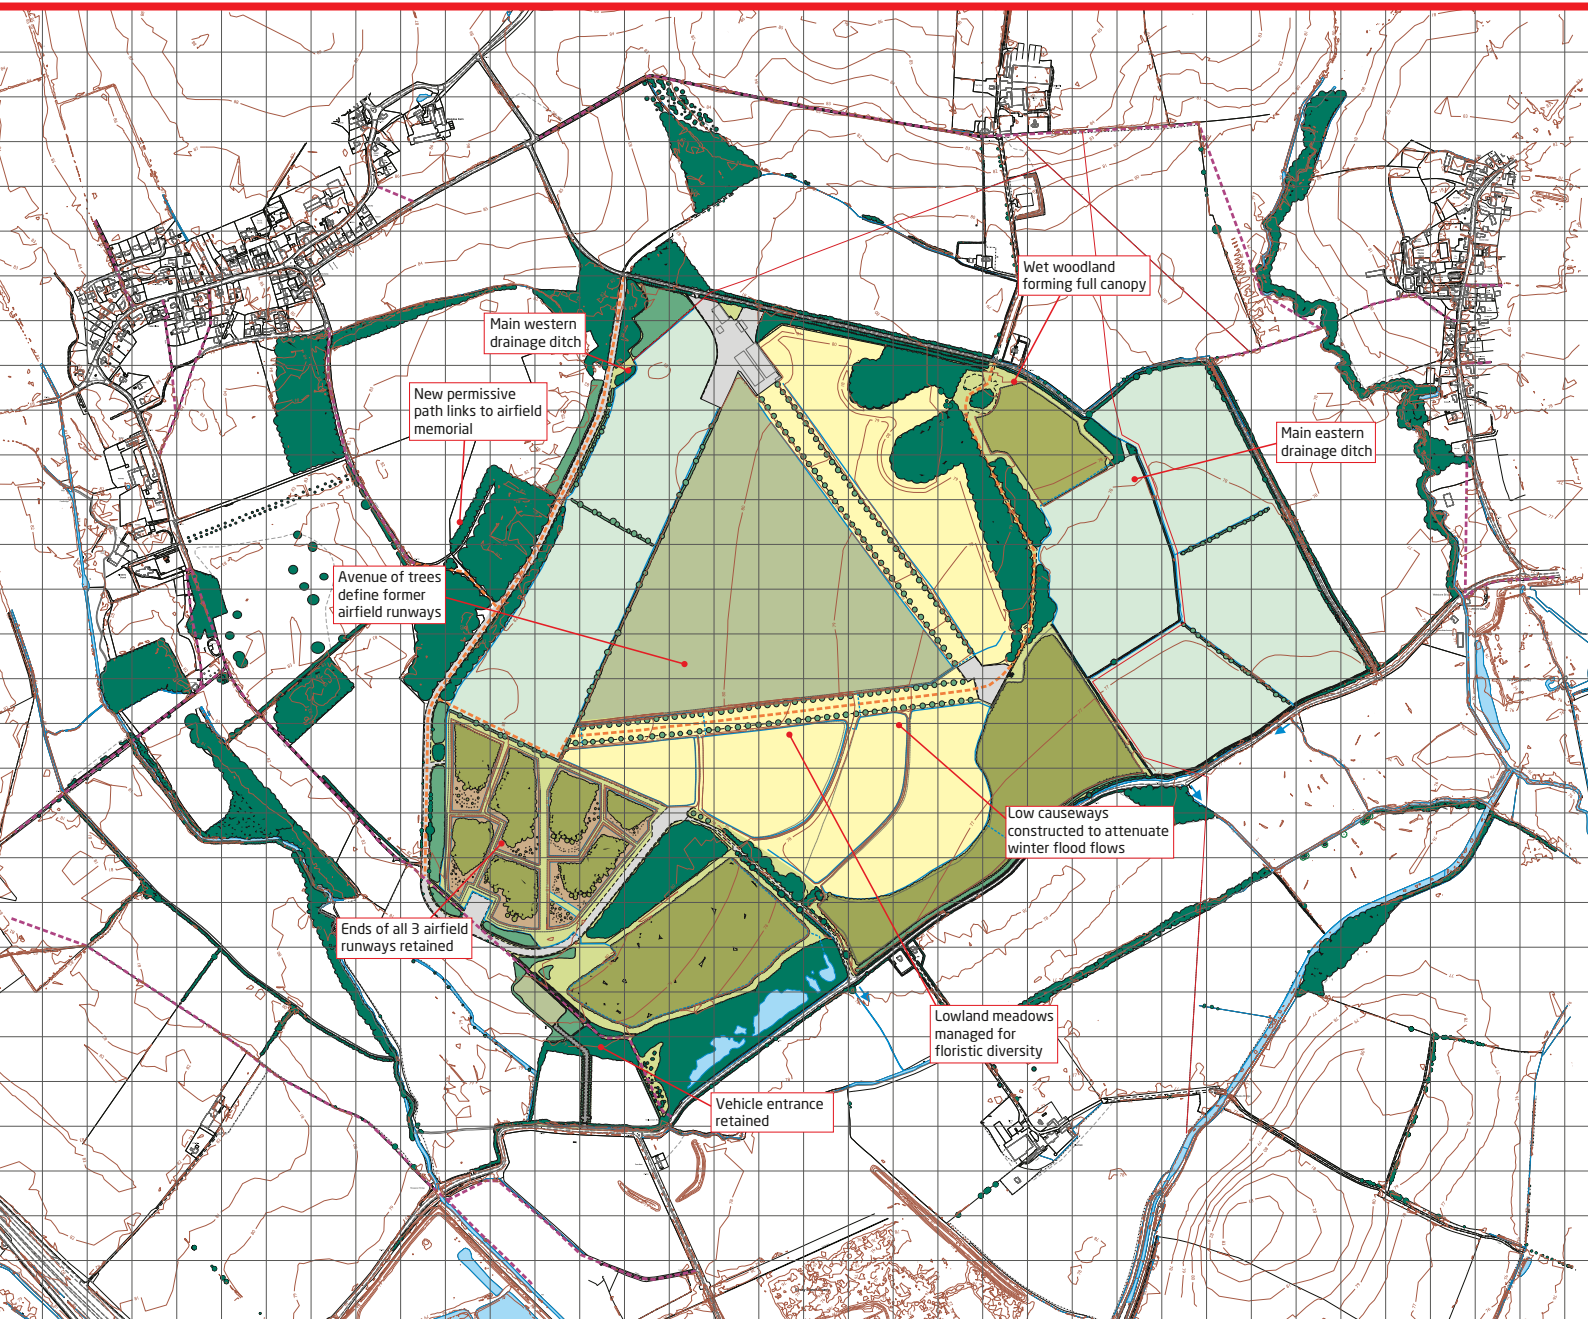 Wet woodland
forming full canopy
Main western
drainage ditch
New permissive
path links to airfield
memorial
Main eastern
drainage ditch
Avenue of trees
define former
airfield runways
Low causeways
constructed to attenuate
winter flood flows
Ends of all 3 airfield
runways retained
Lowland meadows
managed for
floristic diversity
Vehicle entrance
retained